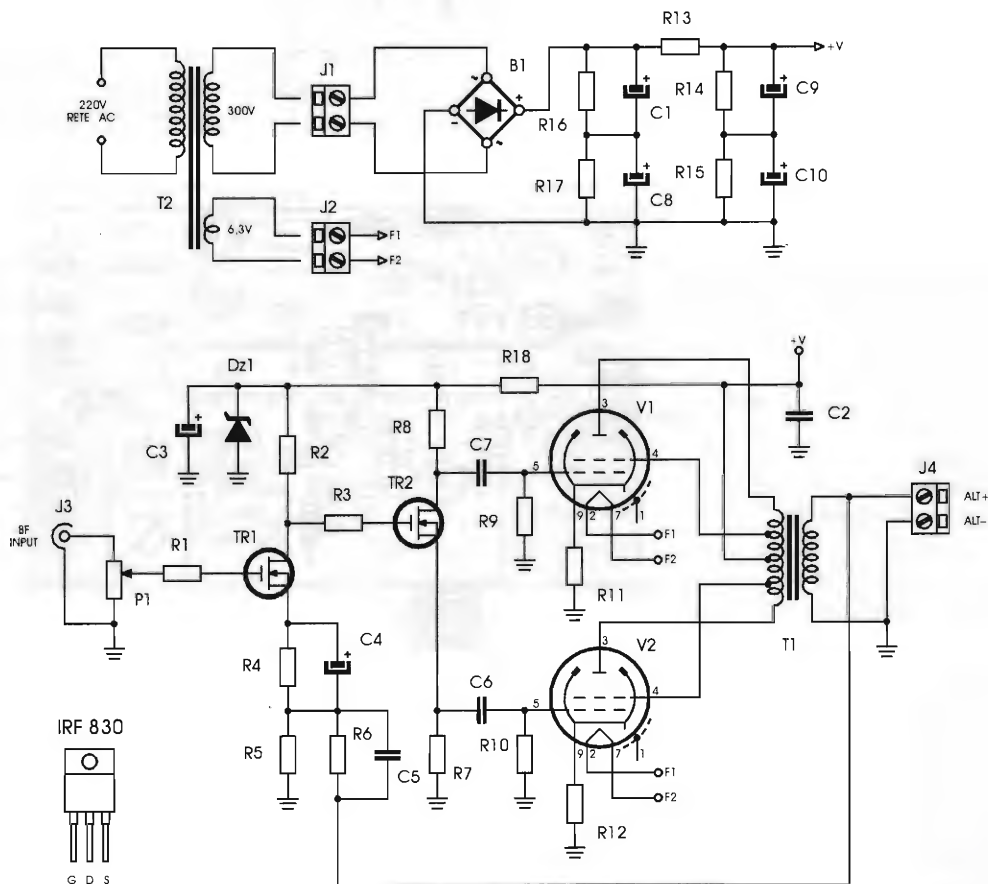 R13
+V
J1
B1
220V
RETE AC
300V
~
+
-
~
R16
+
C1
R14
+
C9
R17
+
C8
R15
+
C10
T2
J2
6,3V
F1
F2
+V
Dz1
R18
3
V1
C2
+
C3
R2
R8
C7
5
4
J4
ALT+
ALT-
J3
BF
INPUT
R3
TR2
R9
9 2 7 1
F1
F2
R1
TR1
P1
R11
+
C4
3
V2
T1
R4
C6
5
4
IRF 830
R5
R6
C5
R7
R10
9 2 7 1
F1
F2
R12
G D S